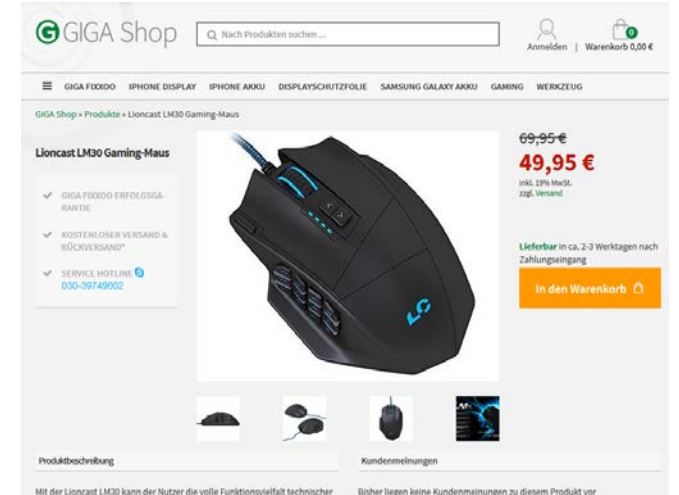 GIGA Shop
Nach Produkten suchen...
Anmelden | Warenkorb 0,00 €
0
GIGA FIXXOO IPHONE DISPLAY IPHONE AKKU DISPLAYSCHUTZFOLIE SAMSUNG GALAXY AKKU GAMING WERKZEUG
GIGA Shop » Produkte » Lioncast LM30 Gaming-Maus
Lioncast LM30 Gaming-Maus
GIGA FIXXOO ERFOLGSGA-
RANTIE
KOSTENLOSER VERSAND &
RÜCKVERSAND*
SERVICE HOTLINE
030-39749002
LC
69,95 €
49,95 €
inkl. 19% MwSt.
zzgl. Versand
Lieferbar in ca. 2-3 Werktagen nach
Zahlungseingang
In den Warenkorb
Produktbeschreibung
Mit der Lioncast LM30 kann der Nutzer die volle Funktionsvielfalt technischer
Kundenmeinungen
Bisher liegen keine Kundenmeinungen zu diesem Produkt vor